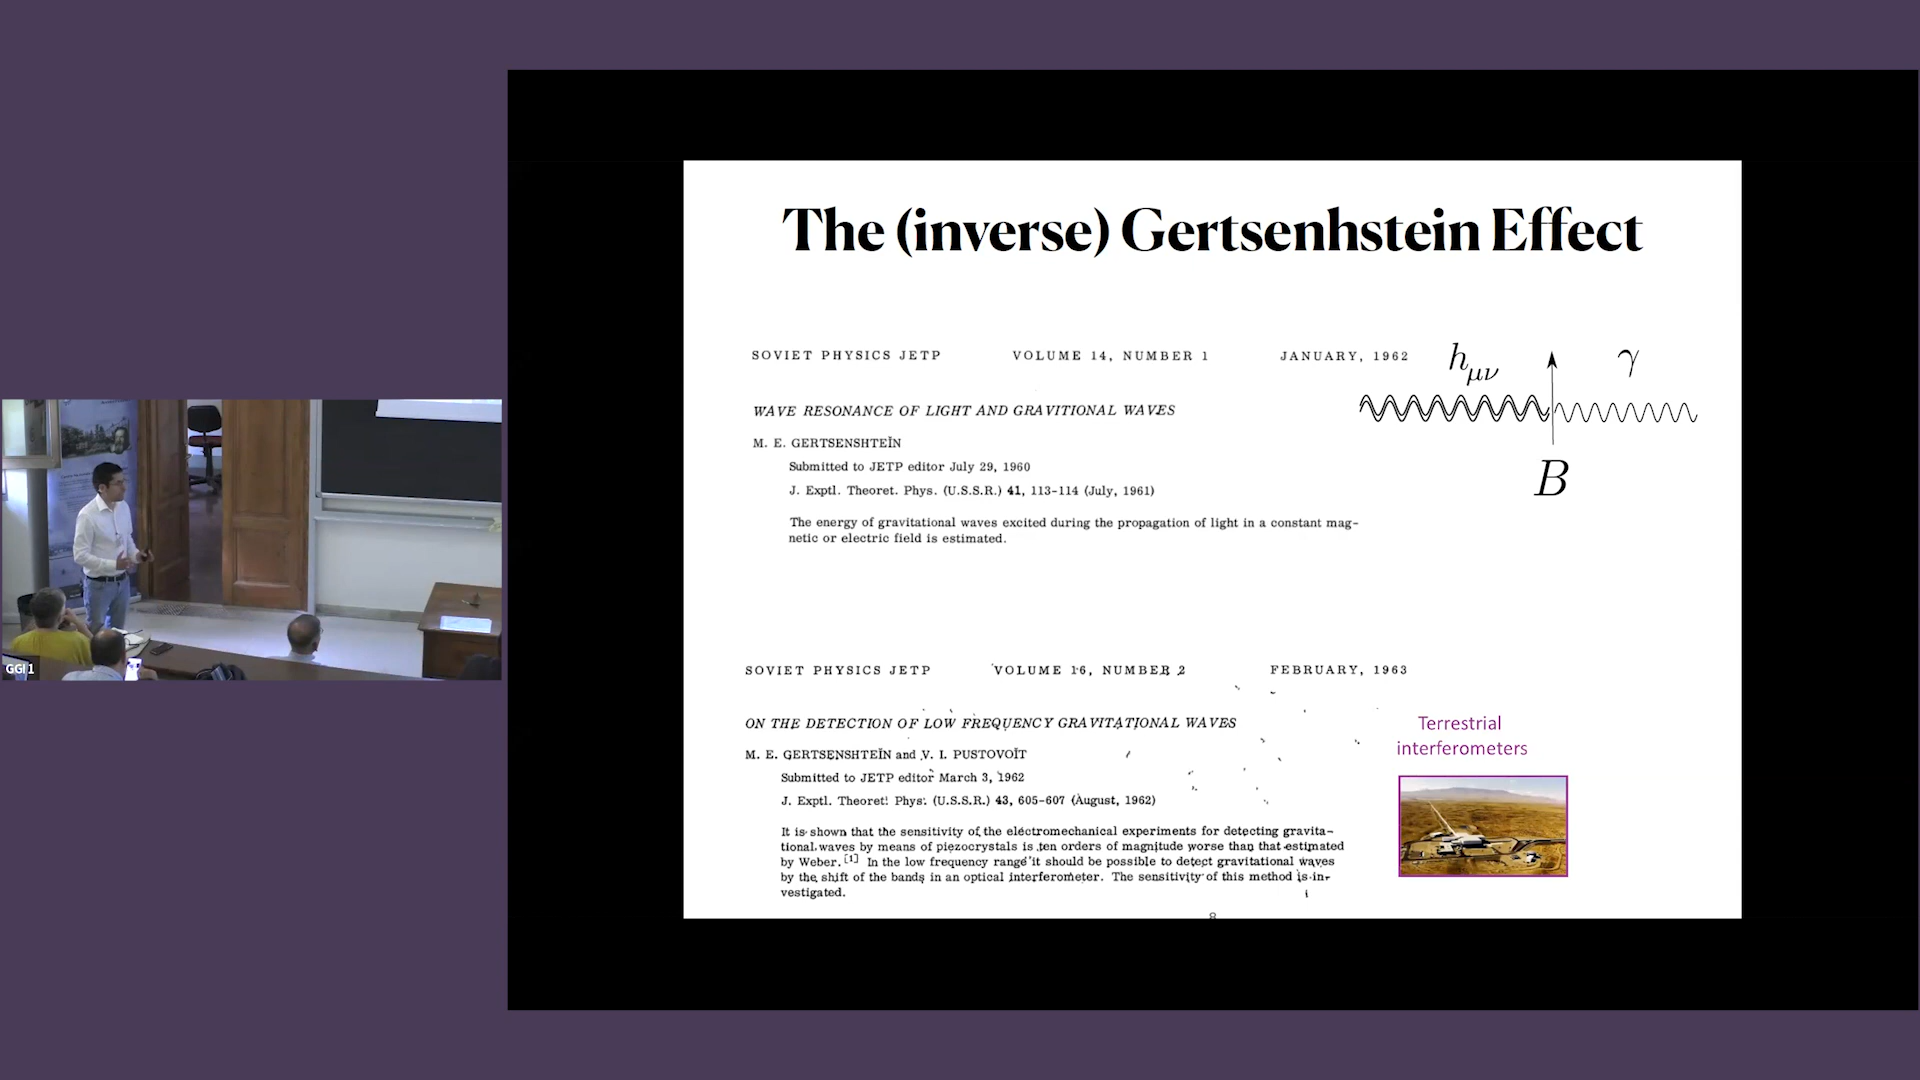 The (inverse) Gertsenhstein Effect
SOVIET PHYSICS JETP VOLUME 14, NUMBER 1 JANUARY, 1962
h_μν γ
B
WAVE RESONANCE OF LIGHT AND GRAVITIONAL WAVES
M. E. GERTSENSHTEĬN
Submitted to JETP editor July 29, 1960
J. Exptl. Theoret. Phys. (U.S.S.R.) 41, 113-114 (July, 1961)
The energy of gravitational waves excited during the propagation of light in a constant mag-
netic or electric field is estimated.
SOVIET PHYSICS JETP VOLUME 16, NUMBER 2 FEBRUARY, 1963
ON THE DETECTION OF LOW FREQUENCY GRAVITATIONAL WAVES
M. E. GERTSENSHTEĬN and V. I. PUSTOVOĬT
Submitted to JETP editor March 3, 1962
J. Exptl. Theoret. Phys. (U.S.S.R.) 43, 605-607 (August, 1962)
It is shown that the sensitivity of the electromechanical experiments for detecting gravita-
tional waves by means of piezocrystals is ten orders of magnitude worse than that estimated
by Weber.[1] In the low frequency range it should be possible to detect gravitational waves
by the shift of the bands in an optical interferometer. The sensitivity of this method is in-
vestigated.
Terrestrial
interferometers
8
GGI 1